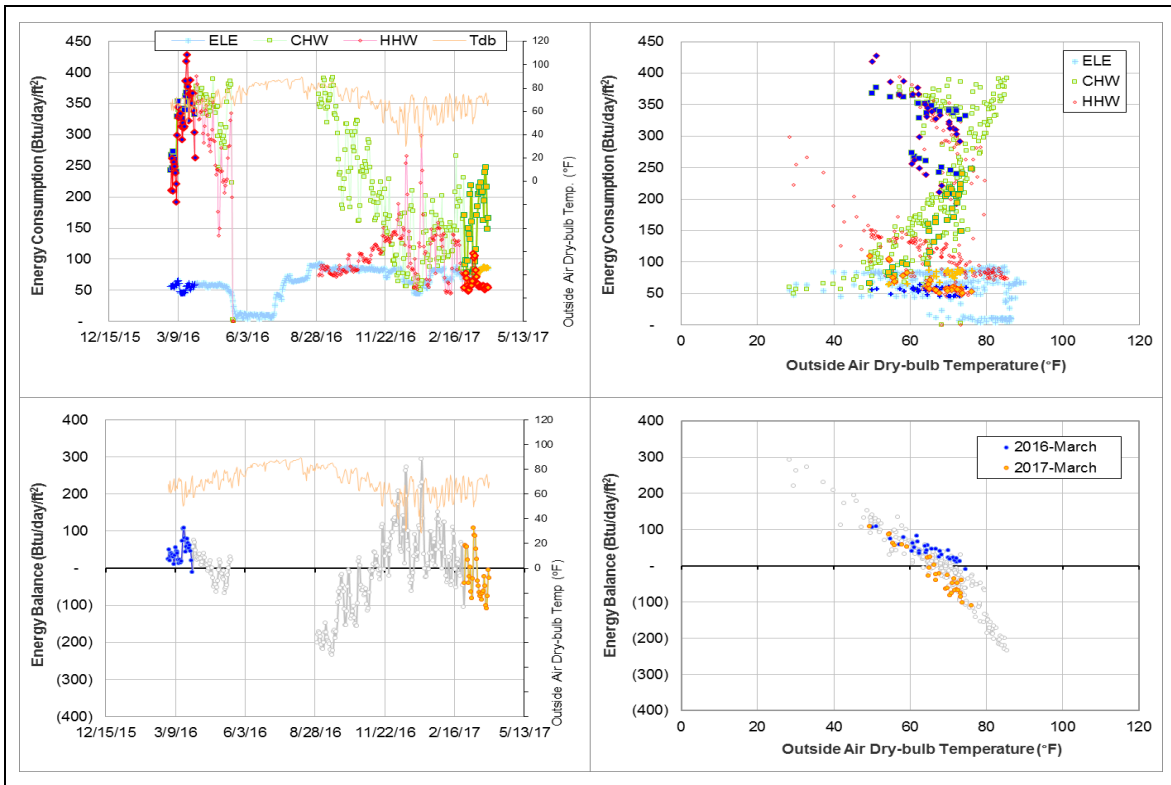 ELE CHW HHW Tdb
Energy Consumption (Btu/day/ft²)
450
400
350
300
250
200
150
100
50
-
120
100
80
60
40
20
0
Outside Air Dry-bulb Temp. (°F)
12/15/15 3/9/16 6/3/16 8/28/16 11/22/16 2/16/17 5/13/17
Energy Consumption (Btu/day/ft²)
450
400
350
300
250
200
150
100
50
-
ELE
CHW
HHW
0 20 40 60 80 100 120
Outside Air Dry-bulb Temperature (°F)
Energy Balance (Btu/day/ft²)
400
300
200
100
-
(100)
(200)
(300)
(400)
120
100
80
60
40
20
0
Outside Air Dry-bulb Temp (°F)
12/15/15 3/9/16 6/3/16 8/28/16 11/22/16 2/16/17 5/13/17
Energy Balance (Btu/day/ft²)
400
300
200
100
-
(100)
(200)
(300)
(400)
2016-March
2017-March
0 20 40 60 80 100 120
Outside Air Dry-bulb Temperature (°F)